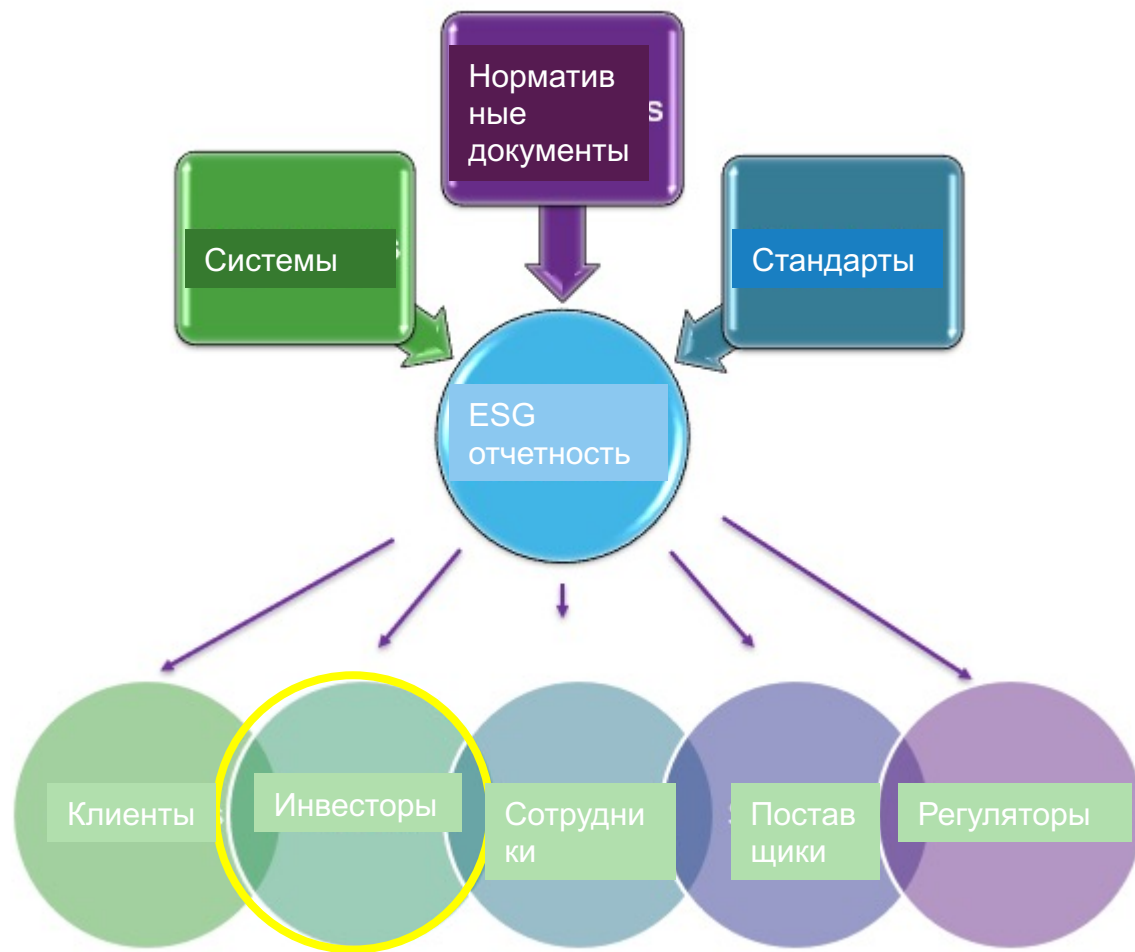 Норматив
ные
документы
s
Системы
s
Стандарты
ESG
отчетность
Клиенты
Инвесторы
Сотрудни
ки
Постав
щики
Регуляторы